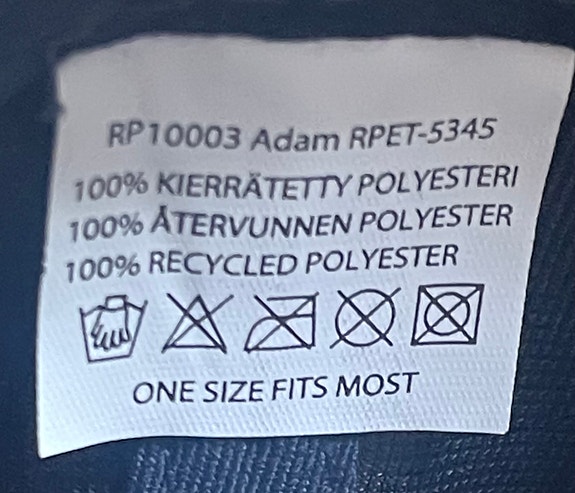 RP10003 Adam RPET-5345
100% KIERRÄTETTY POLYESTERI
100% ÅTERVUNNEN POLYESTER
100% RECYCLED POLYESTER
ONE SIZE FITS MOST